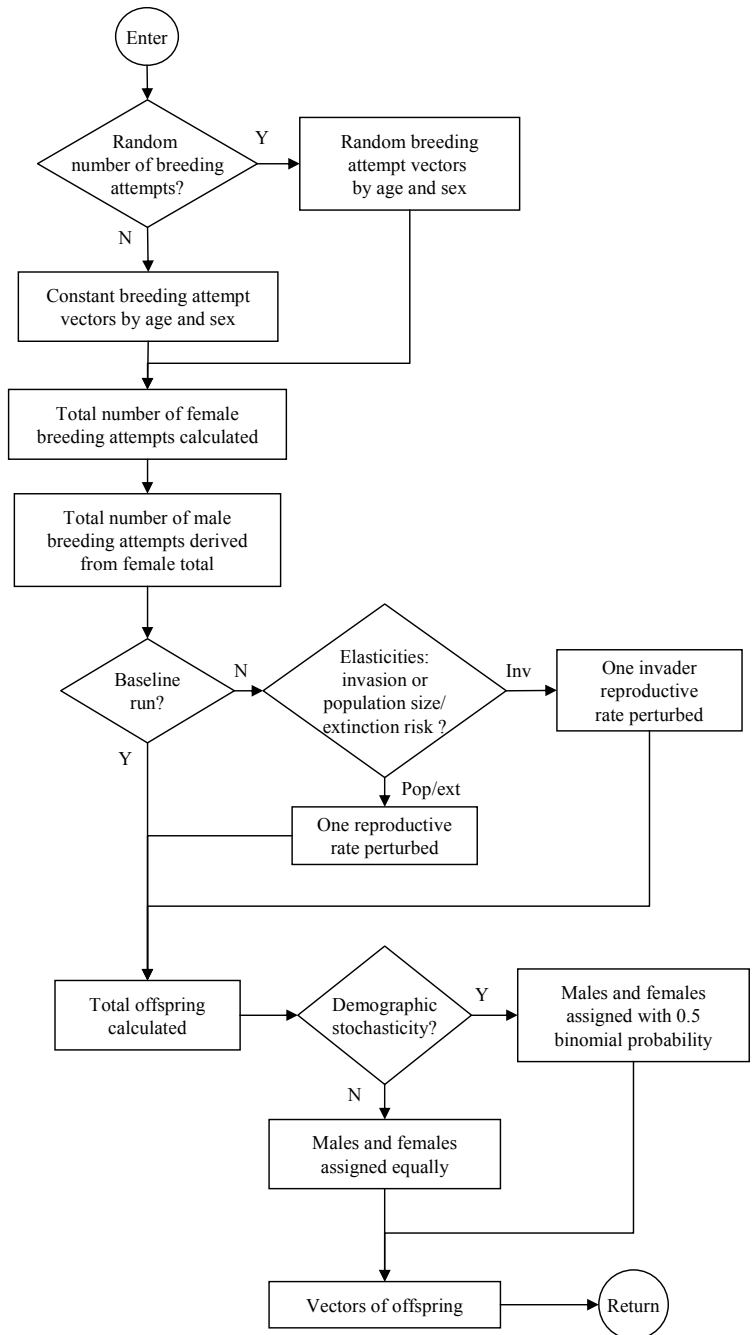 Enter
Random
number of breeding
attempts?
Y
Random breeding
attempt vectors
by age and sex
N
Constant breeding attempt
vectors by age and sex
Total number of female
breeding attempts calculated
Total number of male
breeding attempts derived
from female total
Baseline
run?
N
Elasticities:
invasion or
population size/
extinction risk ?
Inv
One invader
reproductive
rate perturbed
Y
Pop/ext
One reproductive
rate perturbed
Total offspring
calculated
Demographic
stochasticity?
Y
Males and females
assigned with 0.5
binomial probability
N
Males and females
assigned equally
Vectors of offspring
Return